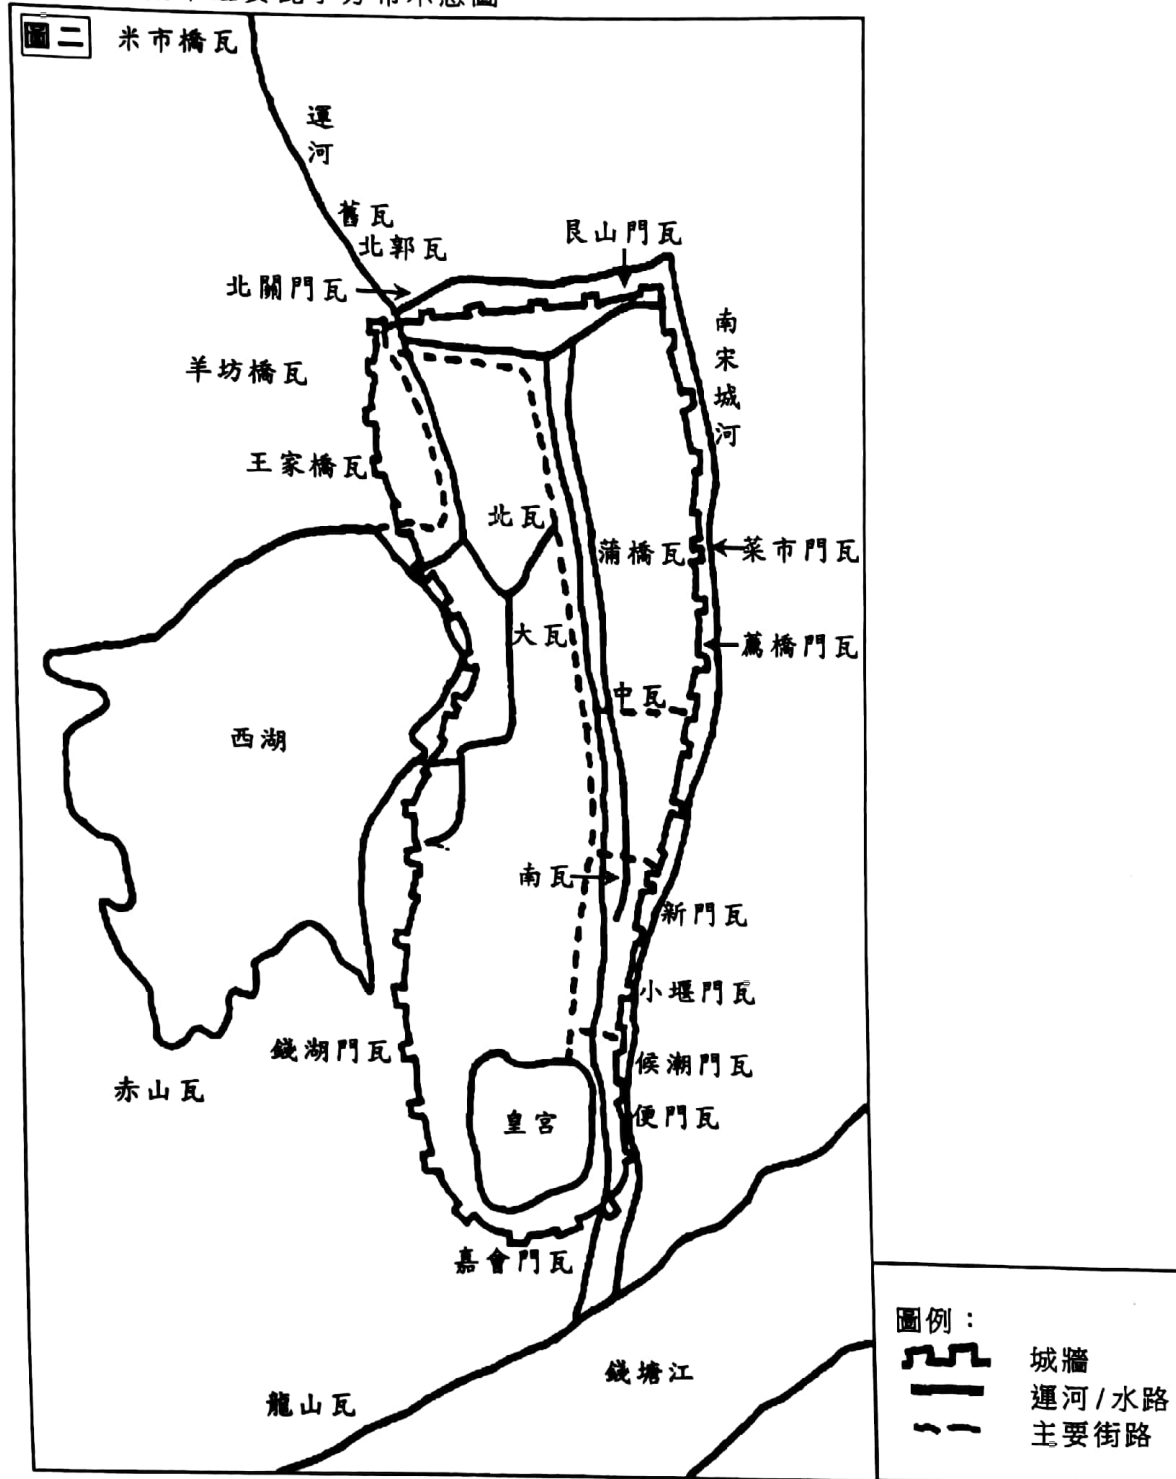 圖二
米市橋瓦
運河
舊瓦
北郭瓦
艮山門瓦
北關門瓦
南宋城河
羊坊橋瓦
王家橋瓦
北瓦
蒲橋瓦
菜市門瓦
大瓦
薦橋門瓦
中瓦
西湖
南瓦
新門瓦
小堰門瓦
錢湖門瓦
候潮門瓦
赤山瓦
皇宮
便門瓦
嘉會門瓦
錢塘江
龍山瓦
圖例：
城牆
運河/水路
主要街路